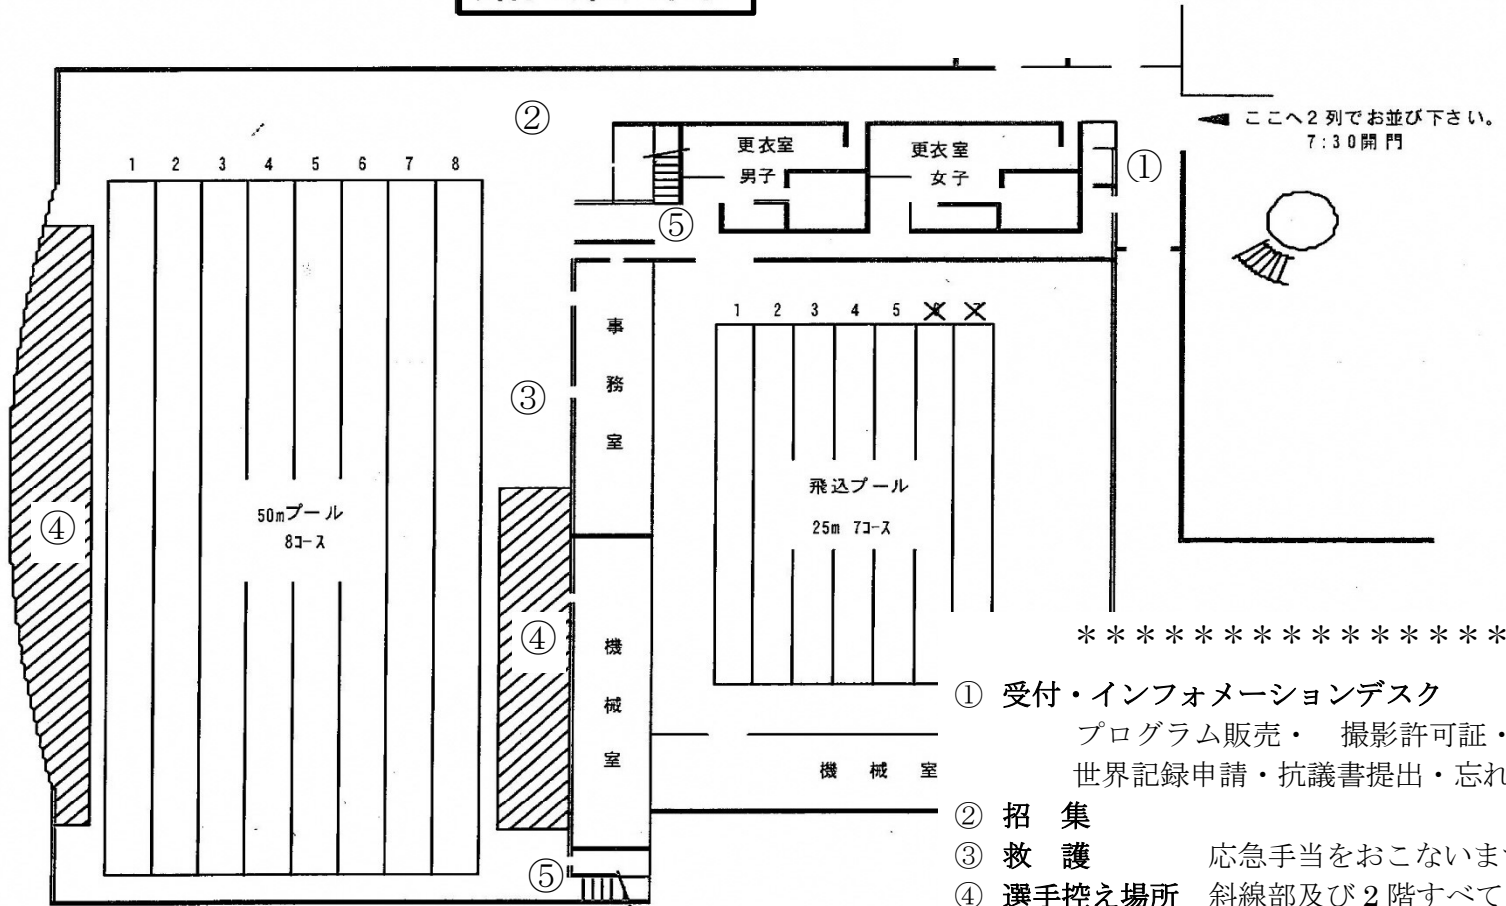 ②
◀ ここへ2列でお並び下さい。
7:30開門
①
更衣室
男子
更衣室
女子
1 2 3 4 5 6 7 8
⑤
1 2 3 4 5
事務室
③
飛込プール
25m 7コース
50mプール
8コース
④
④
機械室
機械室
⑤
****************
① 受付・インフォメーションデスク
プログラム販売・ 撮影許可証・
世界記録申請・抗議書提出・忘れ
② 招 集
③ 救 護 応急手当をおこないま
④ 選手控え場所 斜線部及び2階すべて